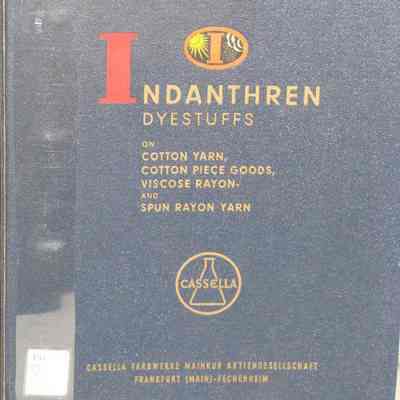 I
INDANTHREN
DYESTUFFS
ON
COTTON YARN,
COTTON PIECE GOODS,
VISCOSE RAYON-
AND
SPUN RAYON YARN
CASSELLA
CASSELLA FARBWERKE MAINKUR AKTIENGESELLSCHAFT
FRANKFURT (MAIN)-FECHENHEIM